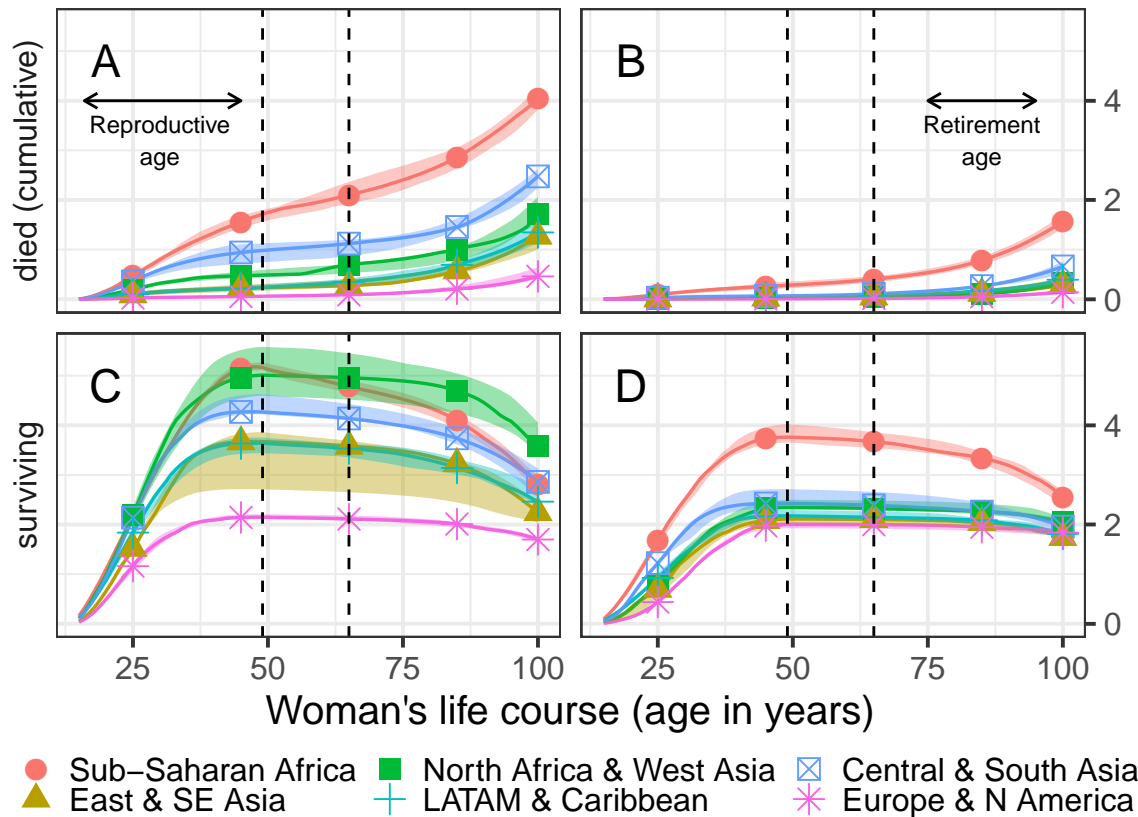 died (cumulative)
A
Reproductive
age
B
Retirement
age
4
2
0
surviving
C
D
4
2
0
25 50 75 100 25 50 75 100
Woman's life course (age in years)
Sub−Saharan Africa North Africa & West Asia Central & South Asia
East & SE Asia LATAM & Caribbean Europe & N America